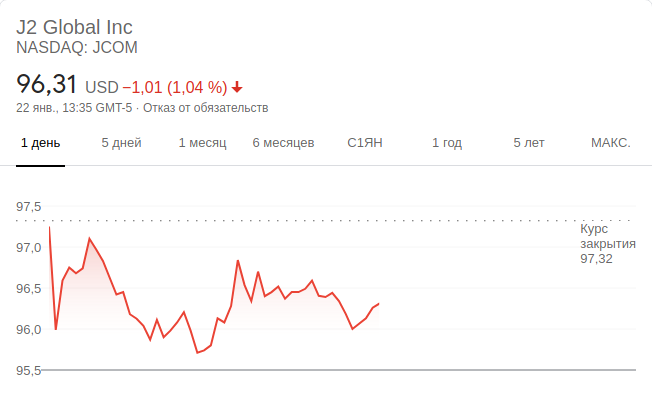 J2 Global Inc
NASDAQ: JCOM
96,31 USD −1,01 (1,04 %)
22 янв., 13:35 GMT-5 · Отказ от обязательств
1 день 5 дней 1 месяц 6 месяцев С1ЯН 1 год 5 лет МАКС.
97,5
Курс
закрытия
97,32
97,0
96,5
96,0
95,5